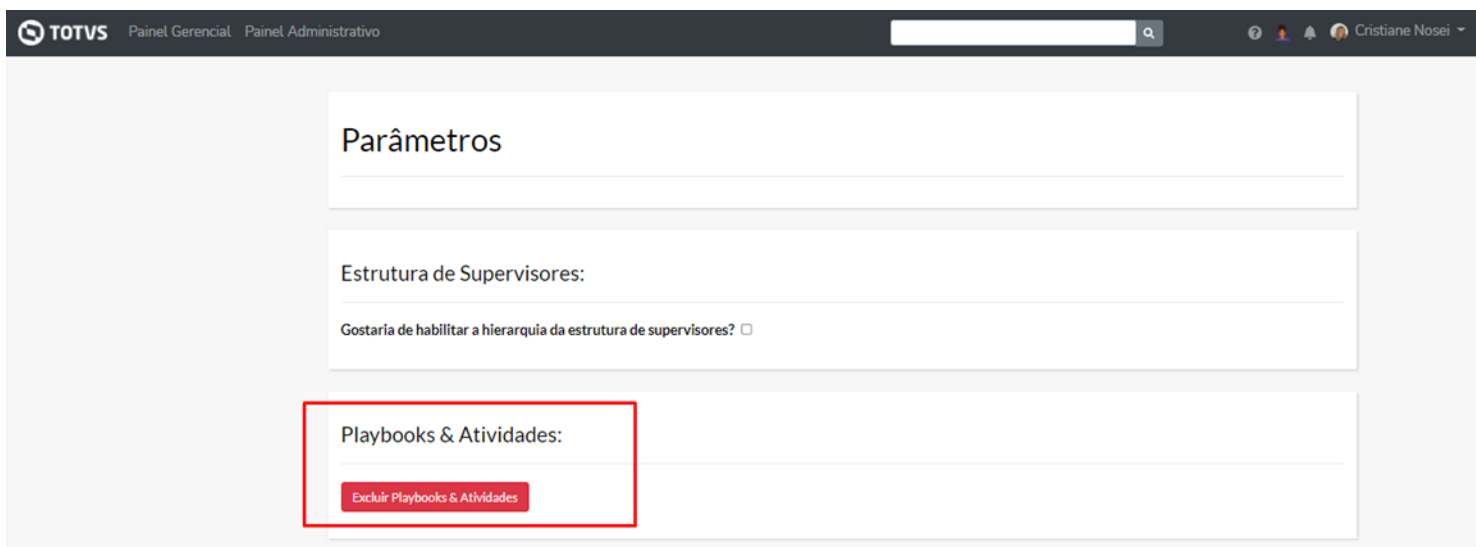 TOTVS Painel Gerencial Painel Administrativo Cristiane Nosei
Parâmetros
Estrutura de Supervisores:
Gostaria de habilitar a hierarquia da estrutura de supervisores?
Playbooks & Atividades:
Excluir Playbooks & Atividades